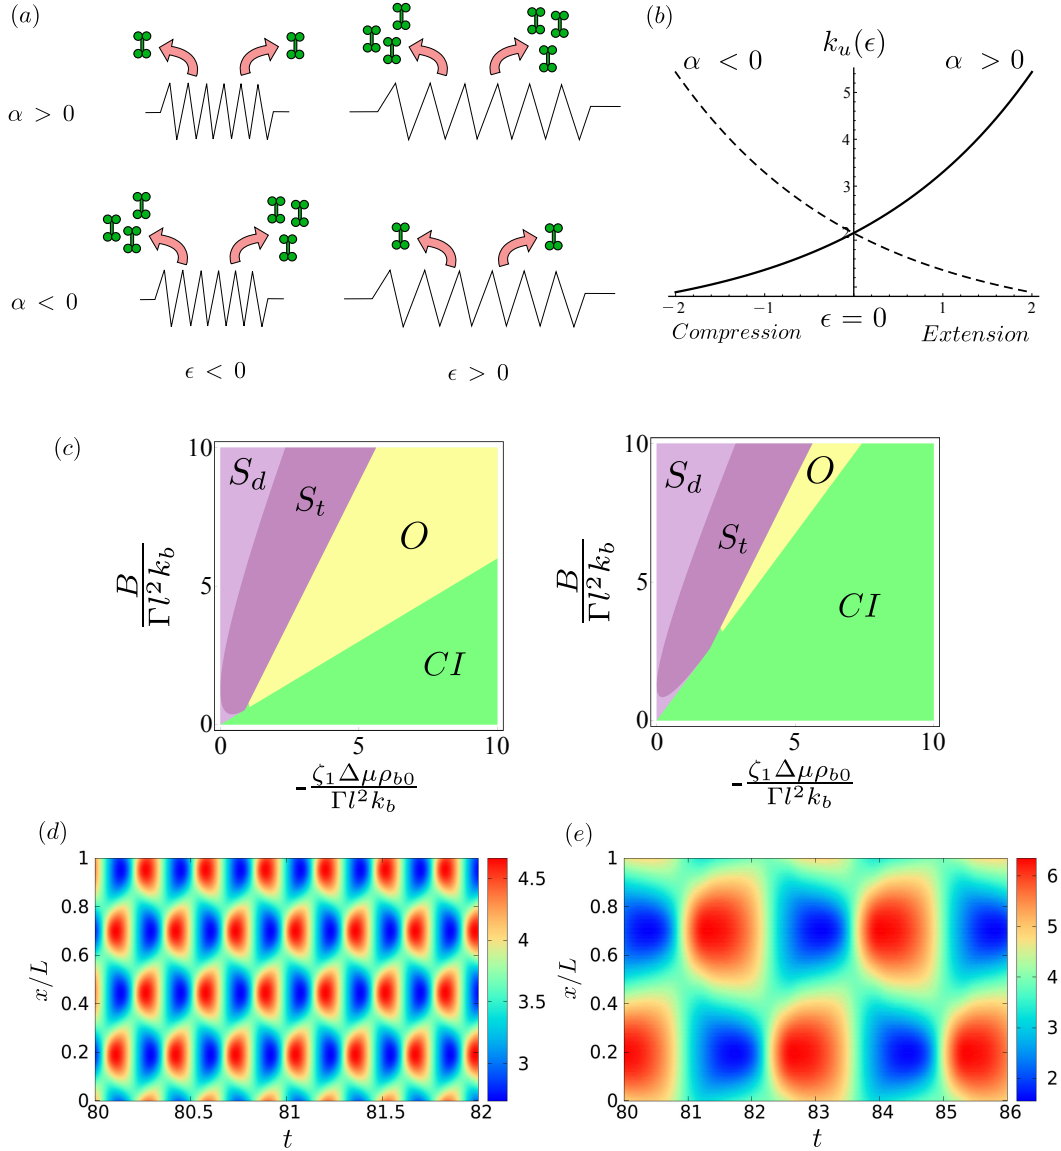 (a)
α > 0
α < 0
ϵ < 0
ϵ > 0
(b)
k_u(ϵ)
α < 0
α > 0
5
4
3
−2
−1
1
2
ϵ = 0
Compression
Extension
(c)
10
5
0
B
Γl²k_b
S_d
S_t
O
CI
0
5
10
-ζ₁Δμρ_b0
Γl²k_b
10
5
0
B
Γl²k_b
S_d
S_t
O
CI
0
5
10
-ζ₁Δμρ_b0
Γl²k_b
(d)
1
0.8
0.6
0.4
0.2
0
x/L
80
80.5
81
81.5
82
t
4.5
4
3.5
3
(e)
1
0.8
0.6
0.4
0.2
0
x/L
80
81
82
83
84
85
86
t
6
5
4
3
2